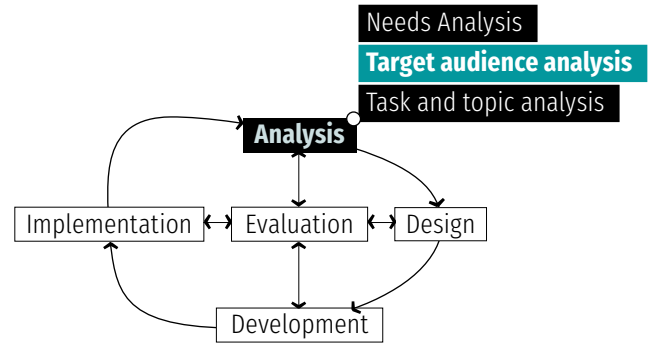 Needs Analysis
Target audience analysis
Task and topic analysis
Analysis
Implementation
Evaluation
Design
Development